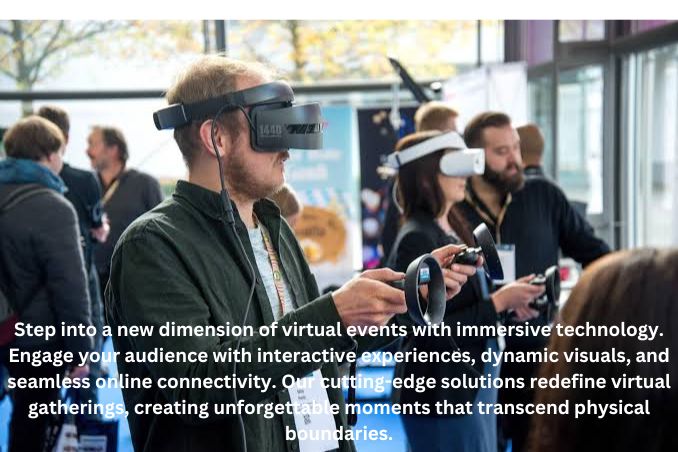 1440
Step into a new dimension of virtual events with immersive technology.
Engage your audience with interactive experiences, dynamic visuals, and
seamless online connectivity. Our cutting-edge solutions redefine virtual
gatherings, creating unforgettable moments that transcend physical
boundaries.